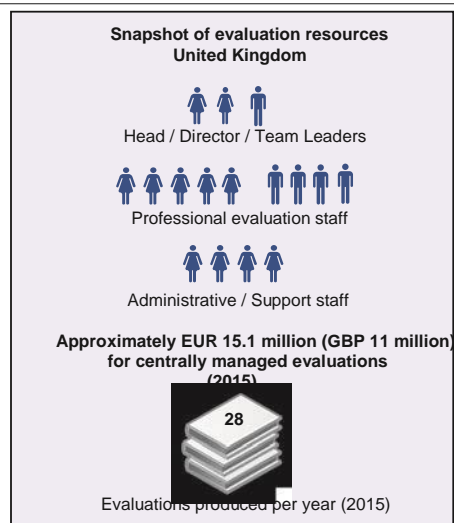 Snapshot of evaluation resources
United Kingdom
Head / Director / Team Leaders
Professional evaluation staff
Administrative / Support staff
Approximately EUR 15.1 million (GBP 11 million)
for centrally managed evaluations
(2015)
28
Evaluations produced per year (2015)